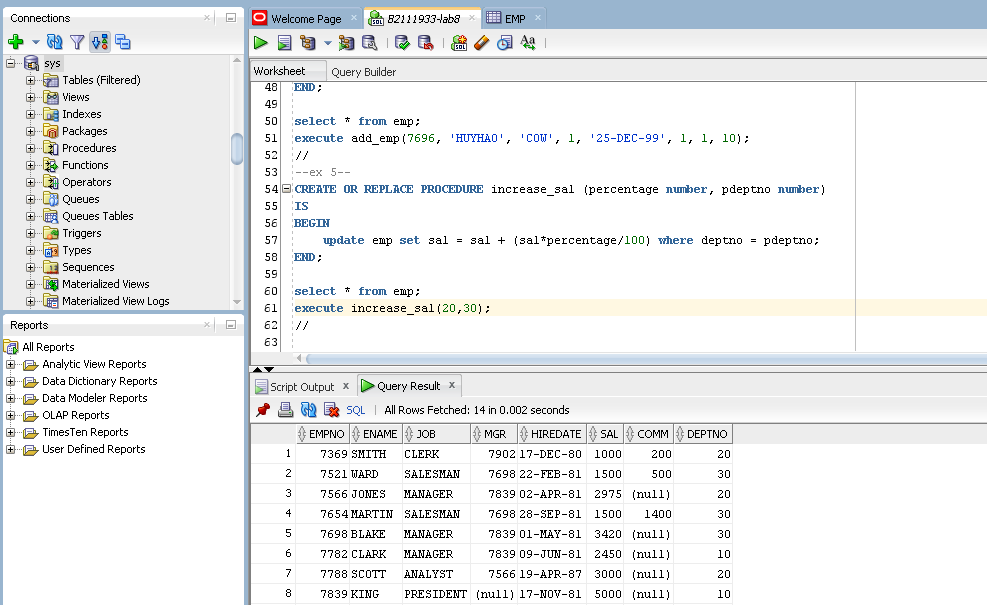 Connections
sys
Tables (Filtered)
Views
Indexes
Packages
Procedures
Functions
Operators
Queues
Queues Tables
Triggers
Types
Sequences
Materialized Views
Materialized View Logs
Reports
All Reports
Analytic View Reports
Data Dictionary Reports
Data Modeler Reports
OLAP Reports
TimesTen Reports
User Defined Reports
Welcome Page B2111933-lab8 EMP
Worksheet Query Builder
48 END;
49
50 select * from emp;
51 execute add_emp(7696, 'HUYHAO', 'COW', 1, '25-DEC-99', 1, 1, 10);
52 //
53 --ex 5--
54 CREATE OR REPLACE PROCEDURE increase_sal (percentage number, pdeptno number)
55 IS
56 BEGIN
57 update emp set sal = sal + (sal*percentage/100) where deptno = pdeptno;
58 END;
59
60 select * from emp;
61 execute increase_sal(20,30);
62 //
63
Script Output Query Result
SQL All Rows Fetched: 14 in 0.002 seconds
EMPNO ENAME JOB MGR HIREDATE SAL COMM DEPTNO
1 7369 SMITH CLERK 7902 17-DEC-80 1000 200 20
2 7521 WARD SALESMAN 7698 22-FEB-81 1500 500 30
3 7566 JONES MANAGER 7839 02-APR-81 2975 (null) 20
4 7654 MARTIN SALESMAN 7698 28-SEP-81 1500 1400 30
5 7698 BLAKE MANAGER 7839 01-MAY-81 3420 (null) 30
6 7782 CLARK MANAGER 7839 09-JUN-81 2450 (null) 10
7 7788 SCOTT ANALYST 7566 19-APR-87 3000 (null) 20
8 7839 KING PRESIDENT (null) 17-NOV-81 5000 (null) 10